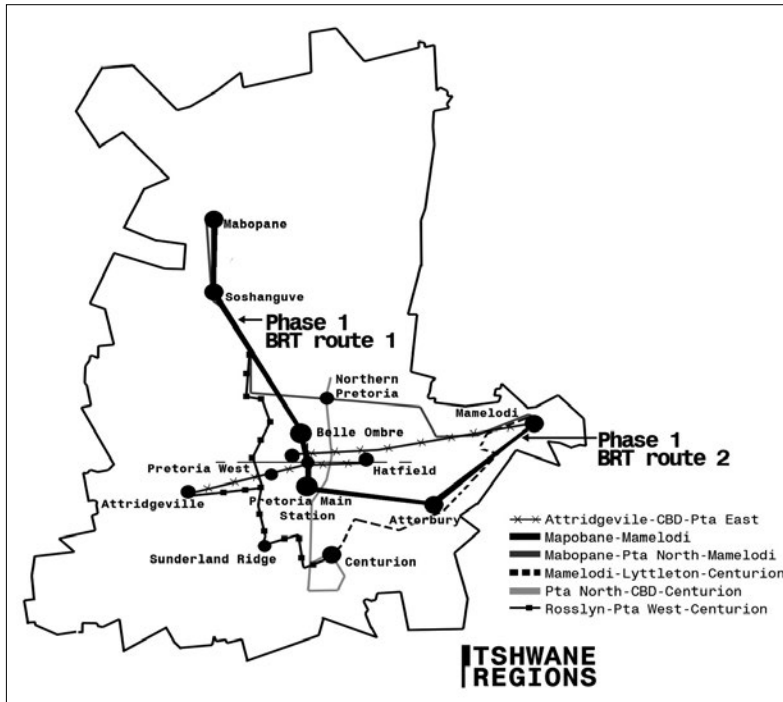 Mabopane
Soshanguve
Phase 1
BRT route 1
Northern
Pretoria
Mamelodi
Belle Ombre
Phase 1
BRT route 2
Pretoria West
Hatfield
Attridgeville
Pretoria Main
Station
Atterbury
Sunderland Ridge
Centurion
Attridgevile-CBD-Pta East
Mapobane-Mamelodi
Mabopane-Pta North-Mamelodi
Mamelodi-Lyttleton-Centurion
Pta North-CBD-Centurion
Rosslyn-Pta West-Centurion
TSHWANE
REGIONS